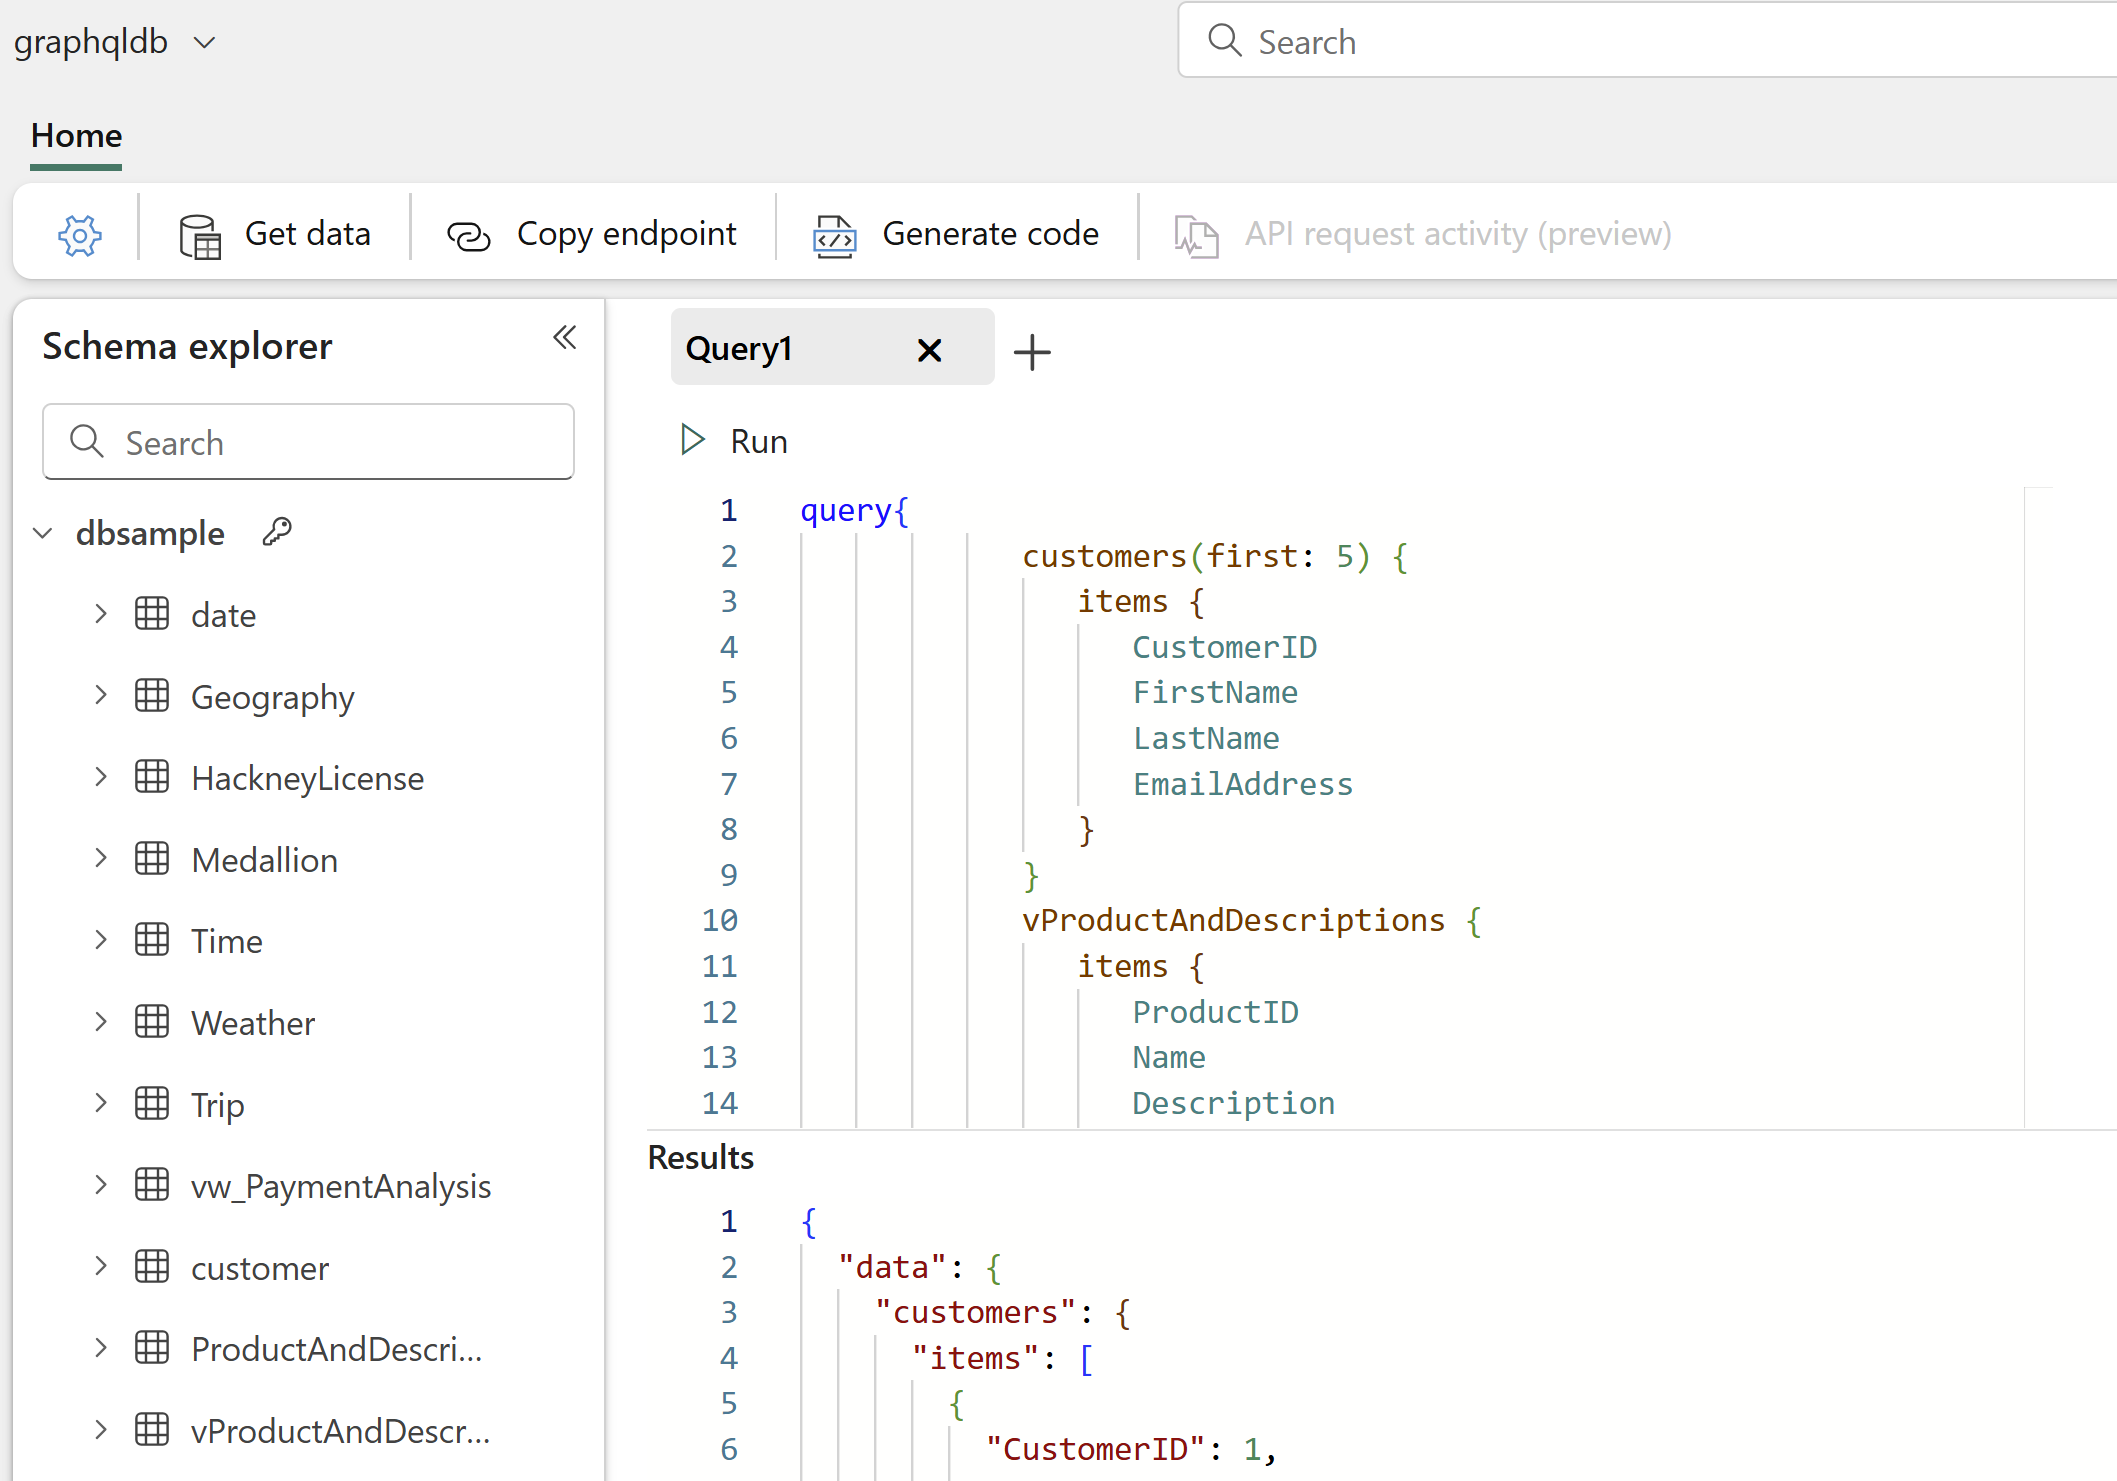 graphqldb
Search
Home
Get data
Copy endpoint
Generate code
API request activity (preview)
Schema explorer
Search
dbsample
date
Geography
HackneyLicense
Medallion
Time
Weather
Trip
vw_PaymentAnalysis
customer
ProductAndDescri...
vProductAndDescr...
Query1
Run
1 query{
2 customers(first: 5) {
3 items {
4 CustomerID
5 FirstName
6 LastName
7 EmailAddress
8 }
9 }
10 vProductAndDescriptions {
11 items {
12 ProductID
13 Name
14 Description
Results
1 {
2 "data": {
3 "customers": {
4 "items": [
5 {
6 "CustomerID": 1,